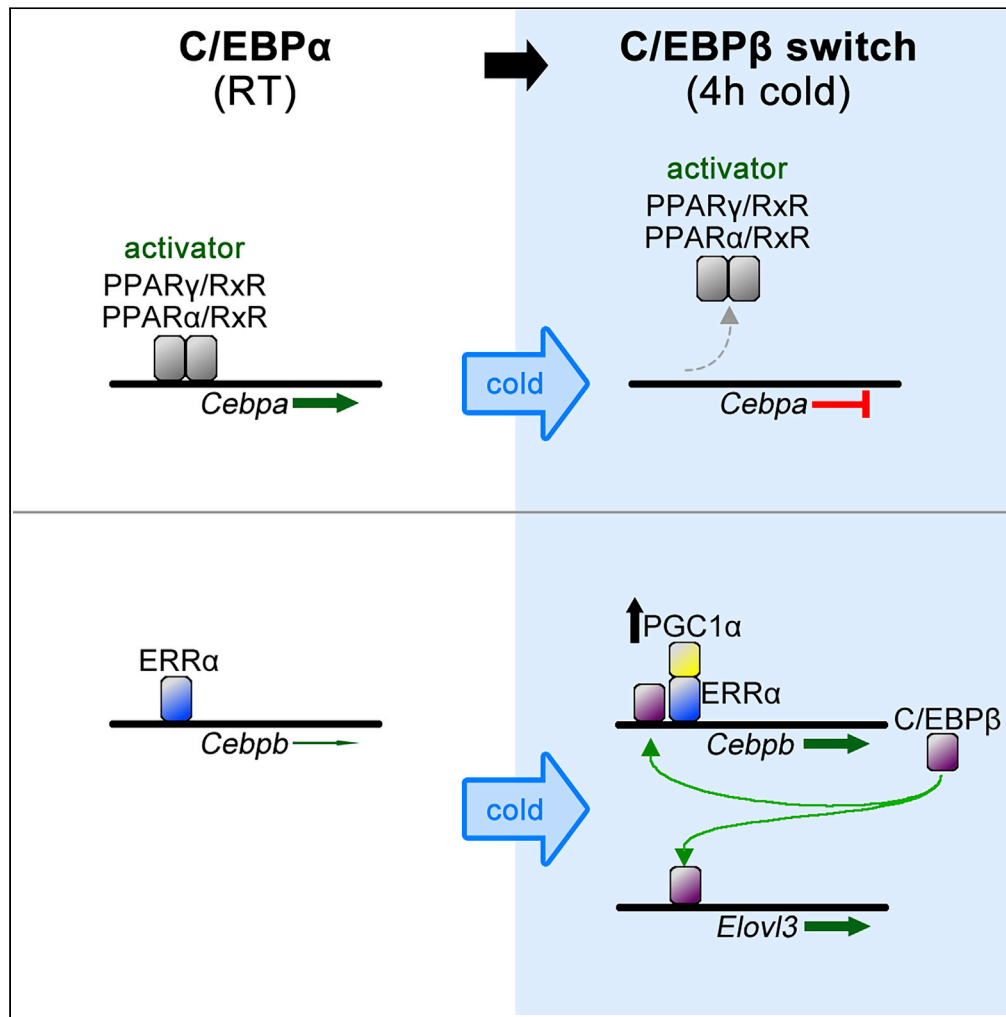 C/EBPα
(RT)
C/EBPβ switch
(4h cold)
activator
PPARγ/RxR
PPARα/RxR
Cebpa
cold
activator
PPARγ/RxR
PPARα/RxR
Cebpa
ERRα
Cebpb
cold
PGC1α
ERRα
Cebpb
C/EBPβ
Elovl3